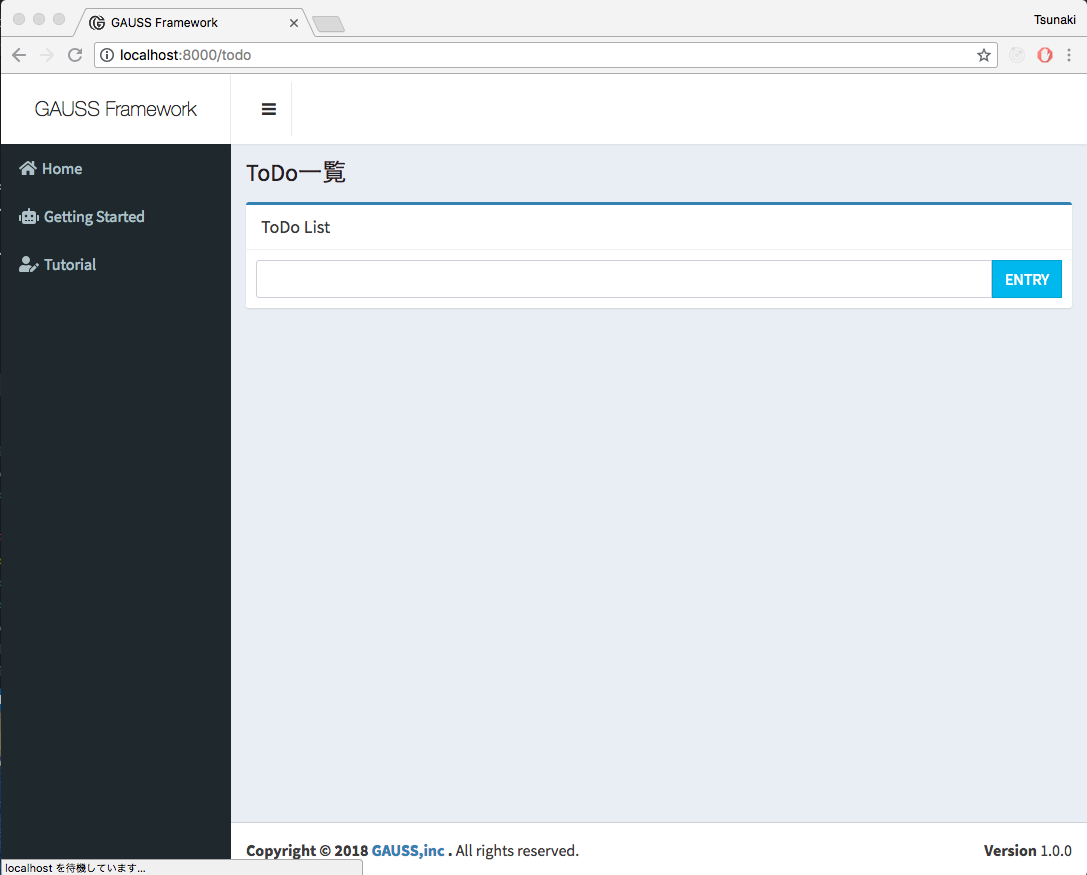 GAUSS Framework
Tsunaki
localhost:8000/todo
GAUSS Framework
Home
Getting Started
Tutorial
ToDo一覧
ToDo List
ENTRY
Copyright © 2018 GAUSS,inc . All rights reserved.
Version 1.0.0
localhost を待機しています...